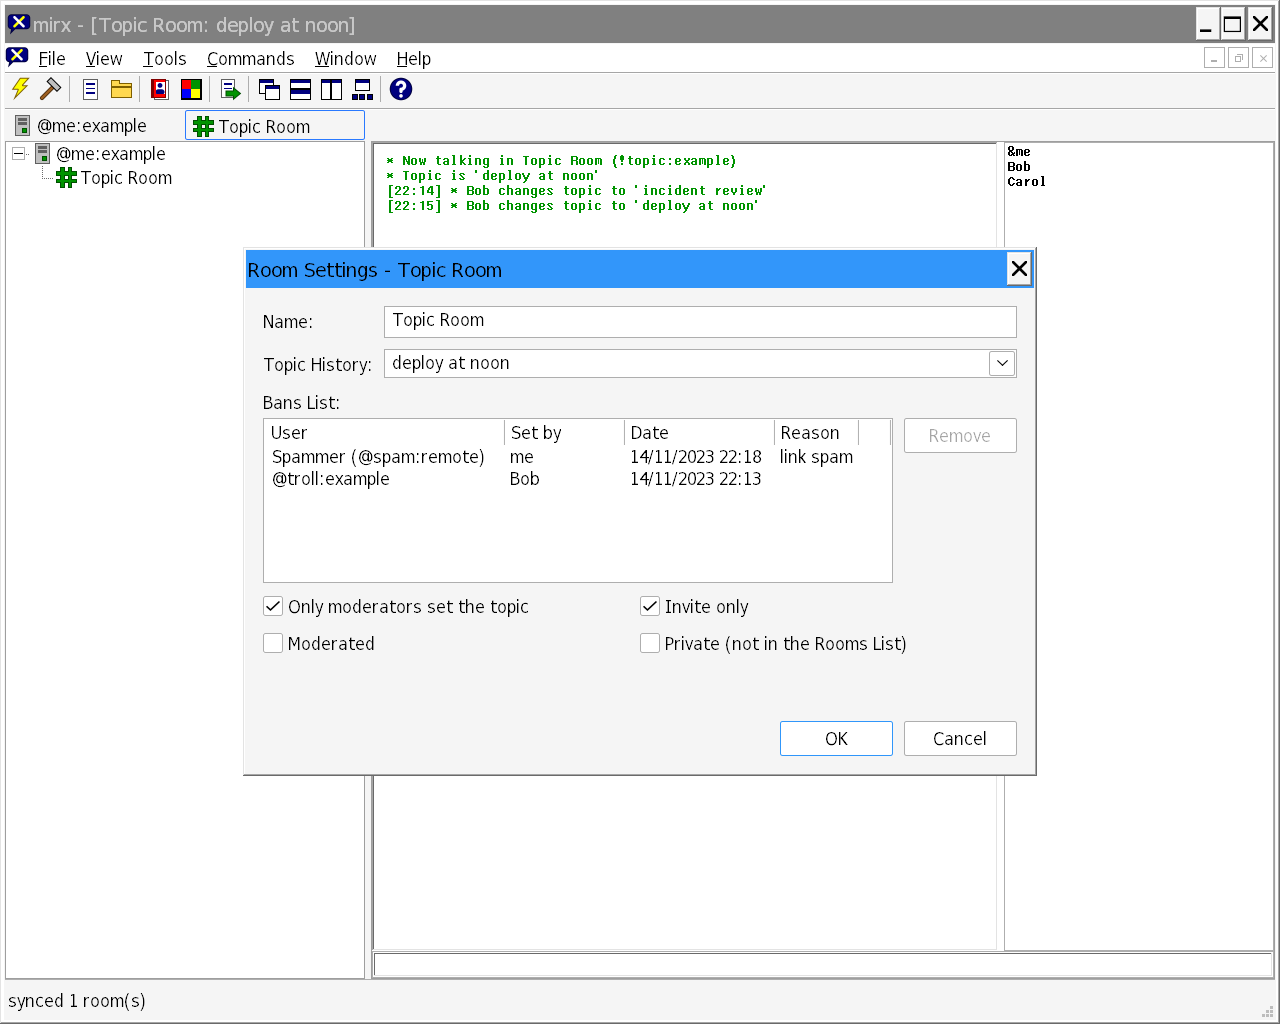 mirx - [Topic Room: deploy at noon]
File View Tools Commands Window Help
@me:example Topic Room
@me:example
Topic Room
* Now talking in Topic Room (!topic:example)
* Topic is 'deploy at noon'
[22:14] * Bob changes topic to 'incident review'
[22:15] * Bob changes topic to 'deploy at noon'
&me
Bob
Carol
Room Settings - Topic Room
Name: Topic Room
Topic History: deploy at noon
Bans List:
User Set by Date Reason
Spammer (@spam:remote) me 14/11/2023 22:18 link spam
@troll:example Bob 14/11/2023 22:13
Remove
Only moderators set the topic Invite only
Moderated Private (not in the Rooms List)
OK Cancel
synced 1 room(s)